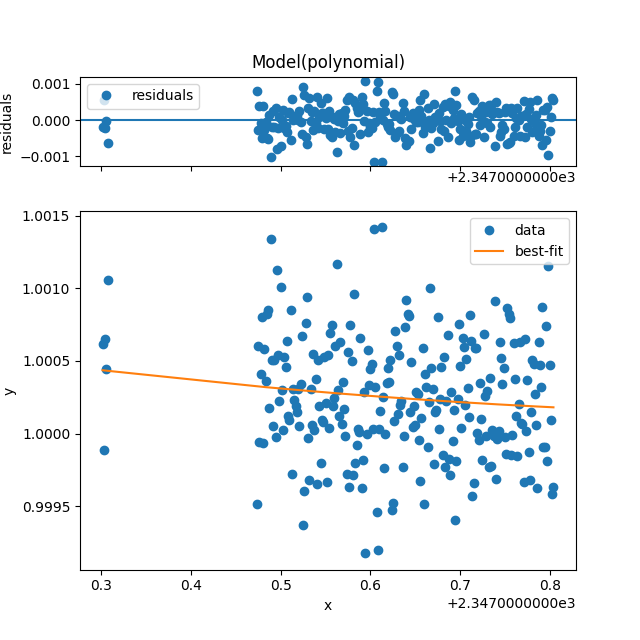 Model(polynomial)
0.001
0.000
−0.001
residuals
residuals
+2.3470000000e3
1.0015
1.0010
1.0005
1.0000
0.9995
y
data
best-fit
0.3 0.4 0.5 0.6 0.7 0.8
x
+2.3470000000e3